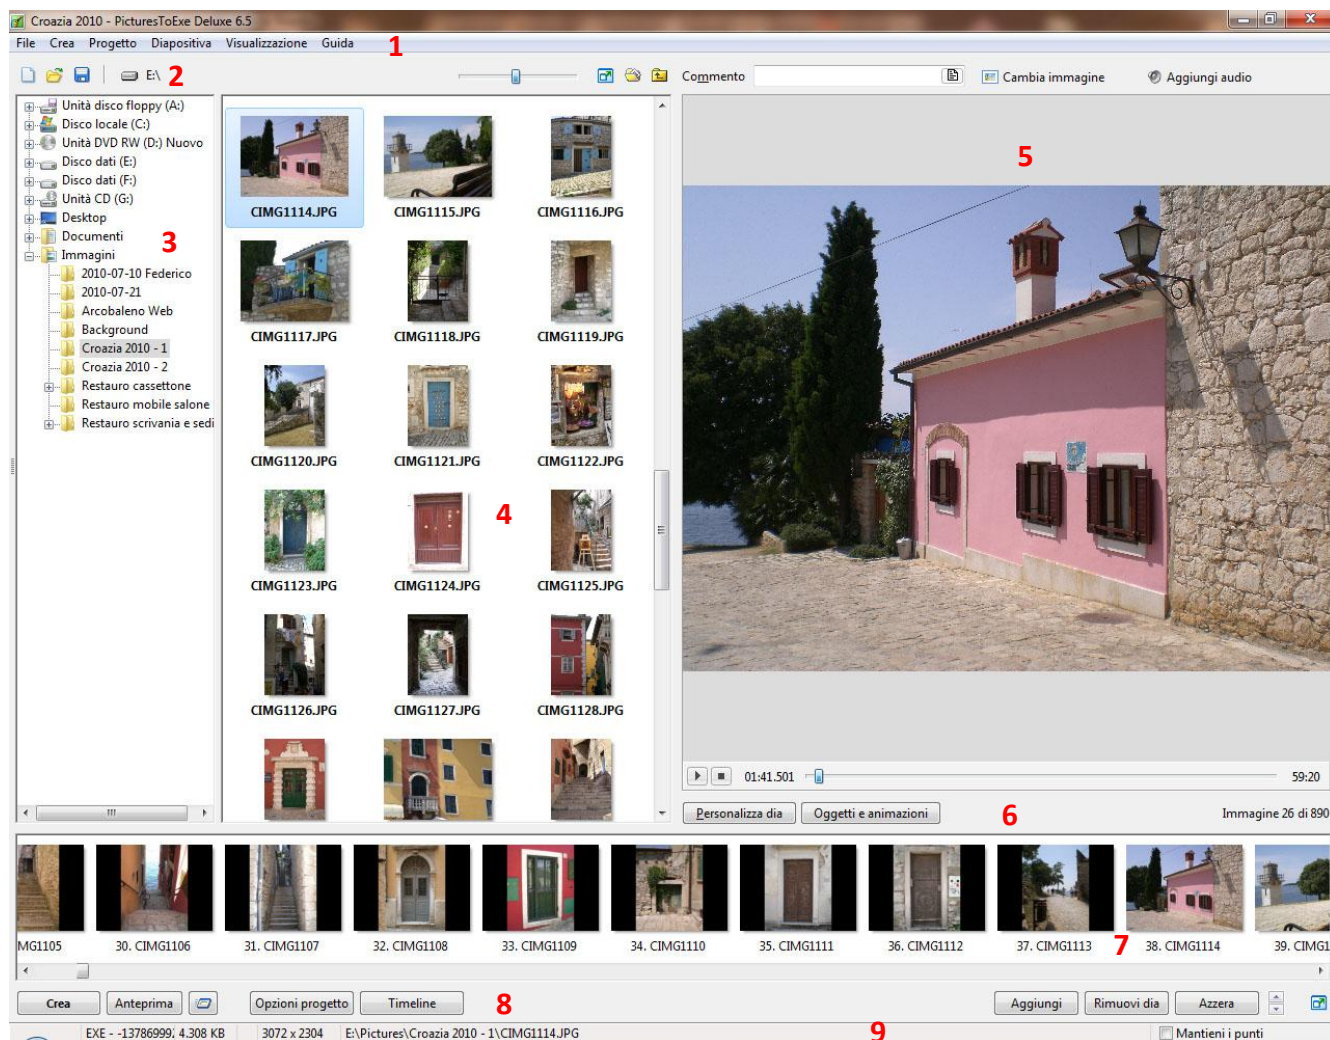 Croazia 2010 - PicturesToExe Deluxe 6.5
File Crea Progetto Diapositiva Visualizzazione Guida
1
E:\
2
Commento
Cambia immagine
Aggiungi audio
Unità disco floppy (A:)
Disco locale (C:)
Unità DVD RW (D:) Nuovo
Disco dati (E:)
Disco dati (F:)
Unità CD (G:)
Desktop
Documenti
3
Immagini
2010-07-10 Federico
2010-07-21
Arcobaleno Web
Background
Croazia 2010 - 1
Croazia 2010 - 2
Restauro cassettone
Restauro mobile salone
Restauro scrivania e sedi
CIMG1114.JPG CIMG1115.JPG CIMG1116.JPG
CIMG1117.JPG CIMG1118.JPG CIMG1119.JPG
CIMG1120.JPG CIMG1121.JPG CIMG1122.JPG
4
CIMG1123.JPG CIMG1124.JPG CIMG1125.JPG
CIMG1126.JPG CIMG1127.JPG CIMG1128.JPG
5
01:41.501 59:20
Personalizza dia Oggetti e animazioni 6 Immagine 26 di 890
MG1105 30. CIMG1106 31. CIMG1107 32. CIMG1108 33. CIMG1109 34. CIMG1110 35. CIMG1111 36. CIMG1112 37. CIMG1113 7 38. CIMG1114 39. CIMG1
Crea Anteprima Opzioni progetto Timeline 8 Aggiungi Rimuovi dia Azzera
EXE - -13786999; 4.308 KB 3072 x 2304 E:\Pictures\Croazia 2010 - 1\CIMG1114.JPG 9 Mantieni i punti